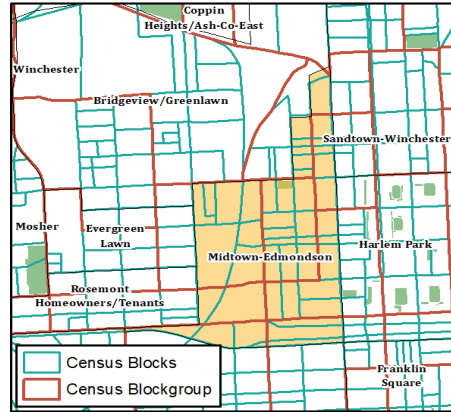 Coppin
Heights/Ash-Co-East
Winchester
Bridgeview/Greenlawn
Sandtown-Winchester
Mosher
Evergreen
Lawn
Harlem Park
Midtown-Edmondson
Rosemont
Homeowners/Tenants
Census Blocks
Census Blockgroup
Franklin
Square